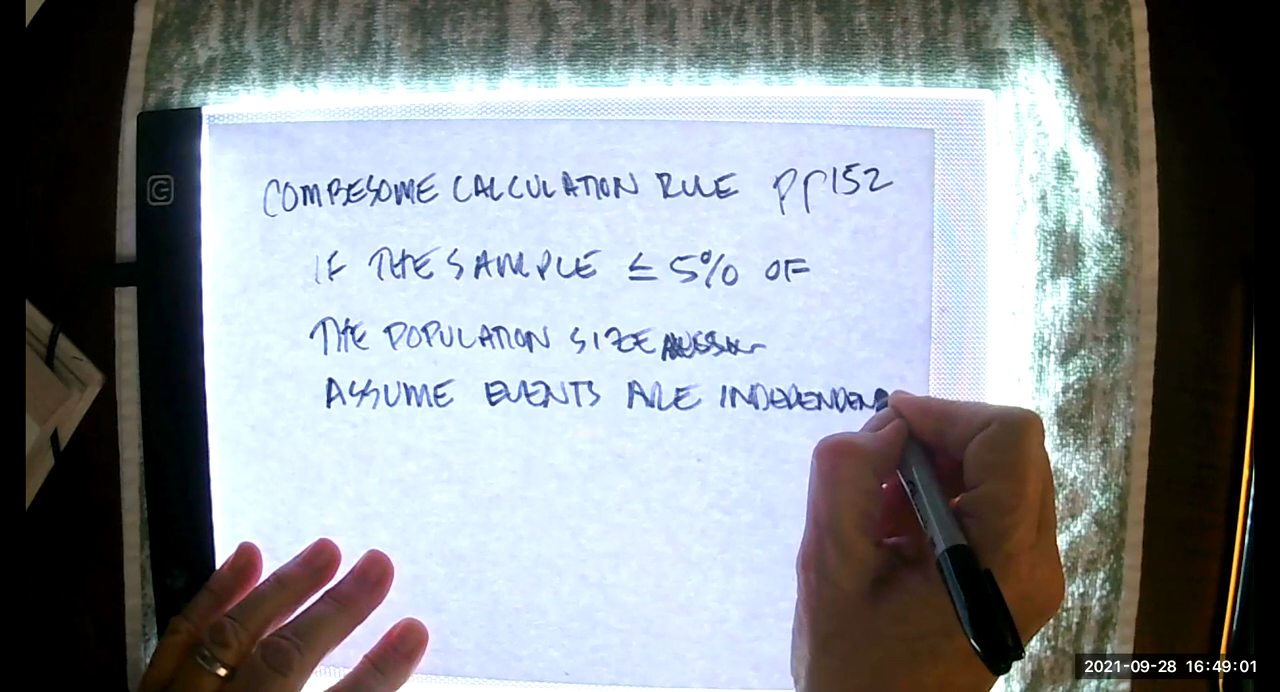 COMBESOME CALCULATION RULE PP152
IF THE SAMPLE ≤ 5% OF
THE POPULATION SIZE
ASSUME EVENTS ARE INDEPENDEN
2021-09-28 16:49:01